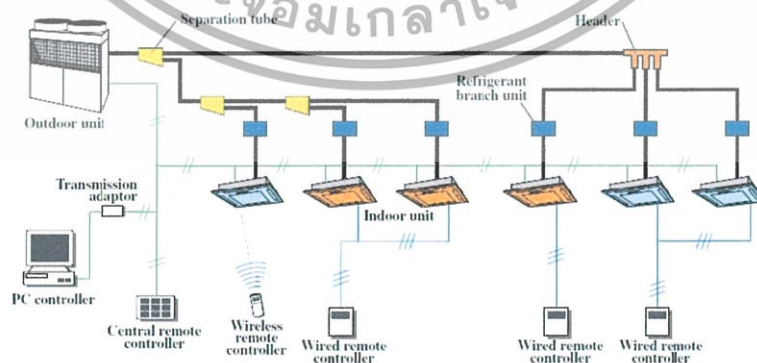 Separation tube
Header
Refrigerant
branch unit
Outdoor unit
Transmission
adaptor
Indoor unit
PC controller
Central remote
controller
Wireless
remote
controller
Wired remote
controller
Wired remote
controller
Wired remote
controller